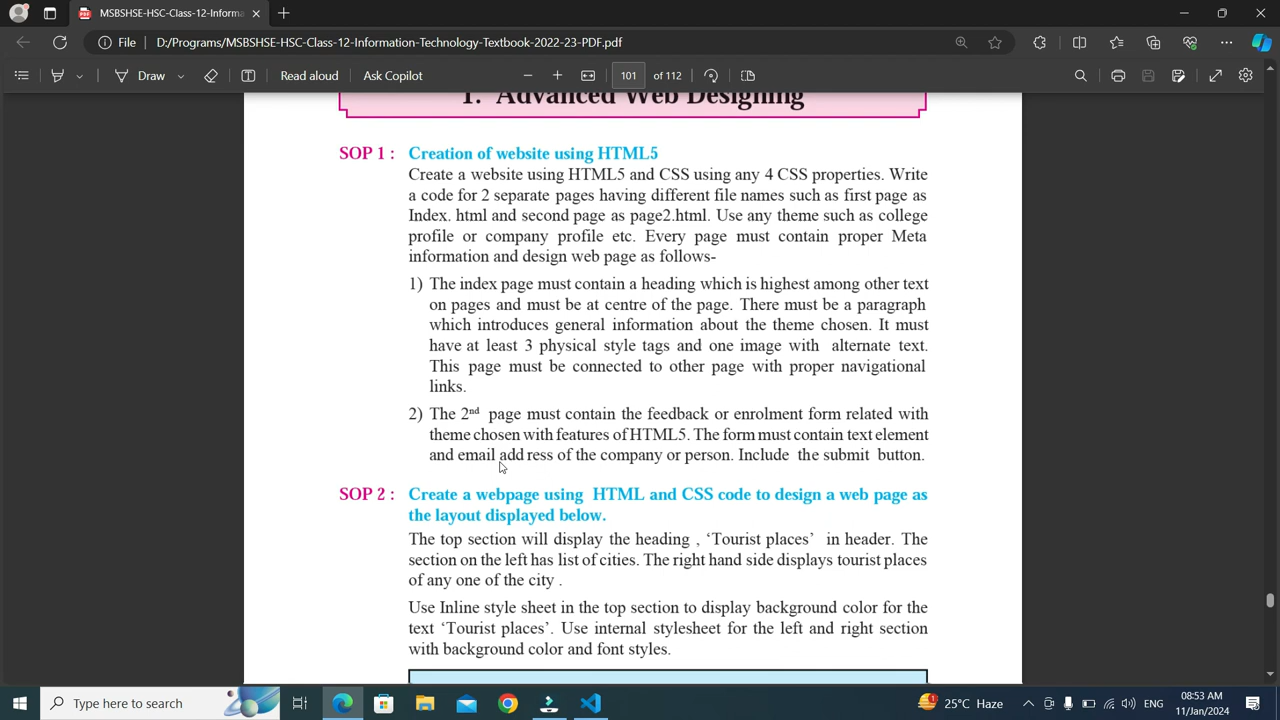 MSBSHSE-HSC-Class-12-Informa
File
D:/Programs/MSBSHSE-HSC-Class-12-Information-Technology-Textbook-2022-23-PDF.pdf
Draw
Read aloud
Ask Copilot
101
of 112
1. Advanced Web Designing
SOP 1 : Creation of website using HTML5
Create a website using HTML5 and CSS using any 4 CSS properties. Write
a code for 2 separate pages having different file names such as first page as
Index. html and second page as page2.html. Use any theme such as college
profile or company profile etc. Every page must contain proper Meta
information and design web page as follows-
1) The index page must contain a heading which is highest among other text
on pages and must be at centre of the page. There must be a paragraph
which introduces general information about the theme chosen. It must
have at least 3 physical style tags and one image with alternate text.
This page must be connected to other page with proper navigational
links.
2) The 2nd page must contain the feedback or enrolment form related with
theme chosen with features of HTML5. The form must contain text element
and email add ress of the company or person. Include the submit button.
SOP 2 : Create a webpage using HTML and CSS code to design a web page as
the layout displayed below.
The top section will display the heading , ‘Tourist places’ in header. The
section on the left has list of cities. The right hand side displays tourist places
of any one of the city .
Use Inline style sheet in the top section to display background color for the
text ‘Tourist places’. Use internal stylesheet for the left and right section
with background color and font styles.
Type here to search
1
25°C Haze
ENG
08:53 AM
11/Jan/2024